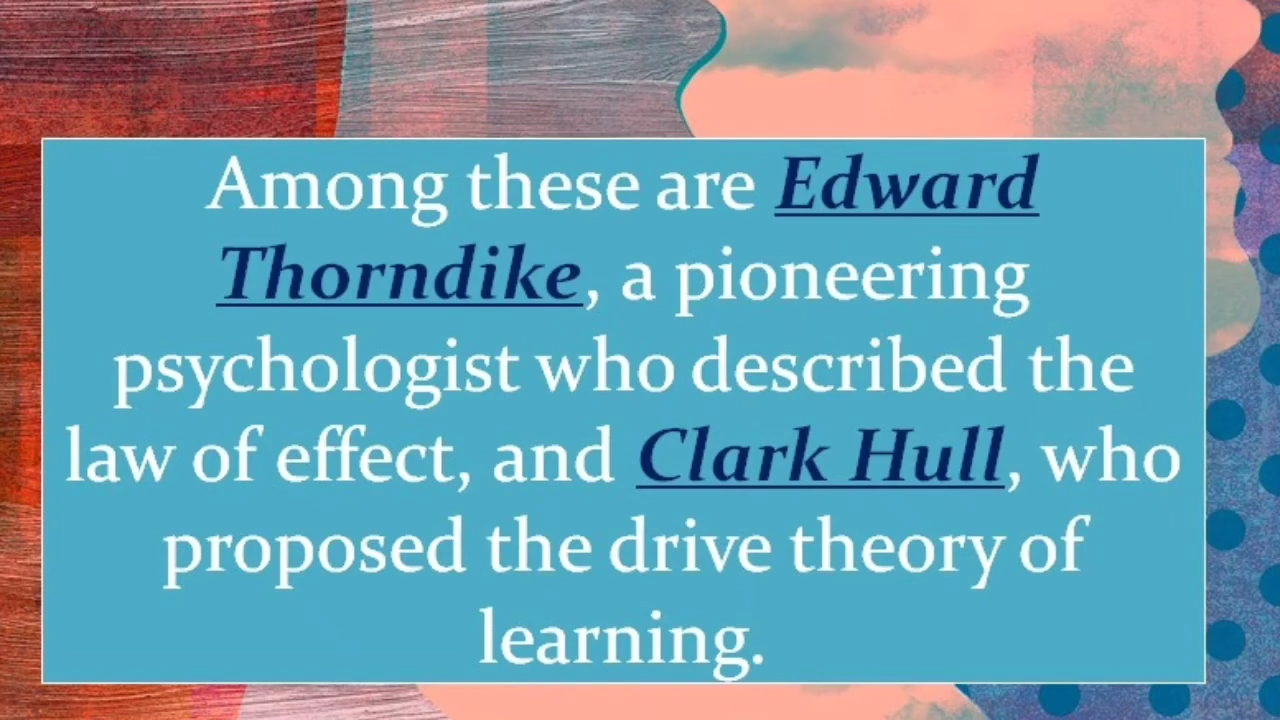 Among these are Edward
Thorndike, a pioneering
psychologist who described the
law of effect, and Clark Hull, who
proposed the drive theory of
learning.